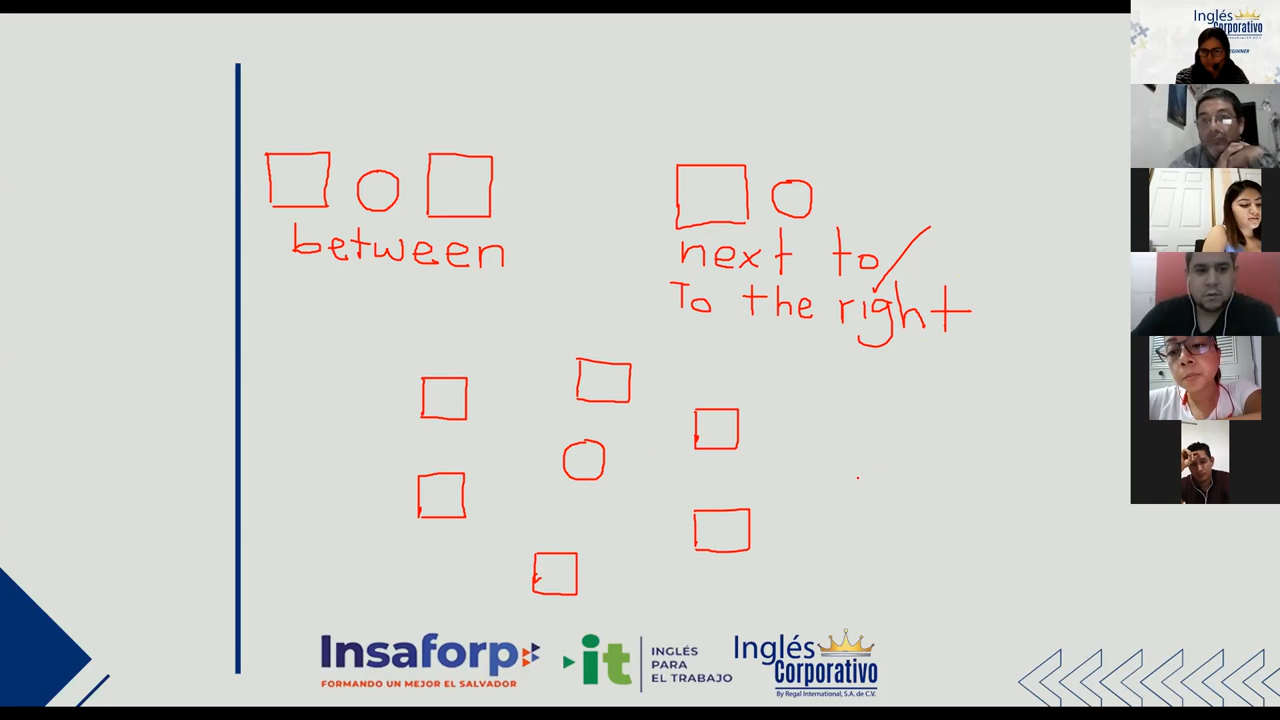 between
next to/
To the right
Insaforp
FORMANDO UN MEJOR EL SALVADOR
it
INGLÉS
PARA
EL TRABAJO
Inglés
Corporativo
By Regal International, S.A. de C.V.
Inglés
Corporativo